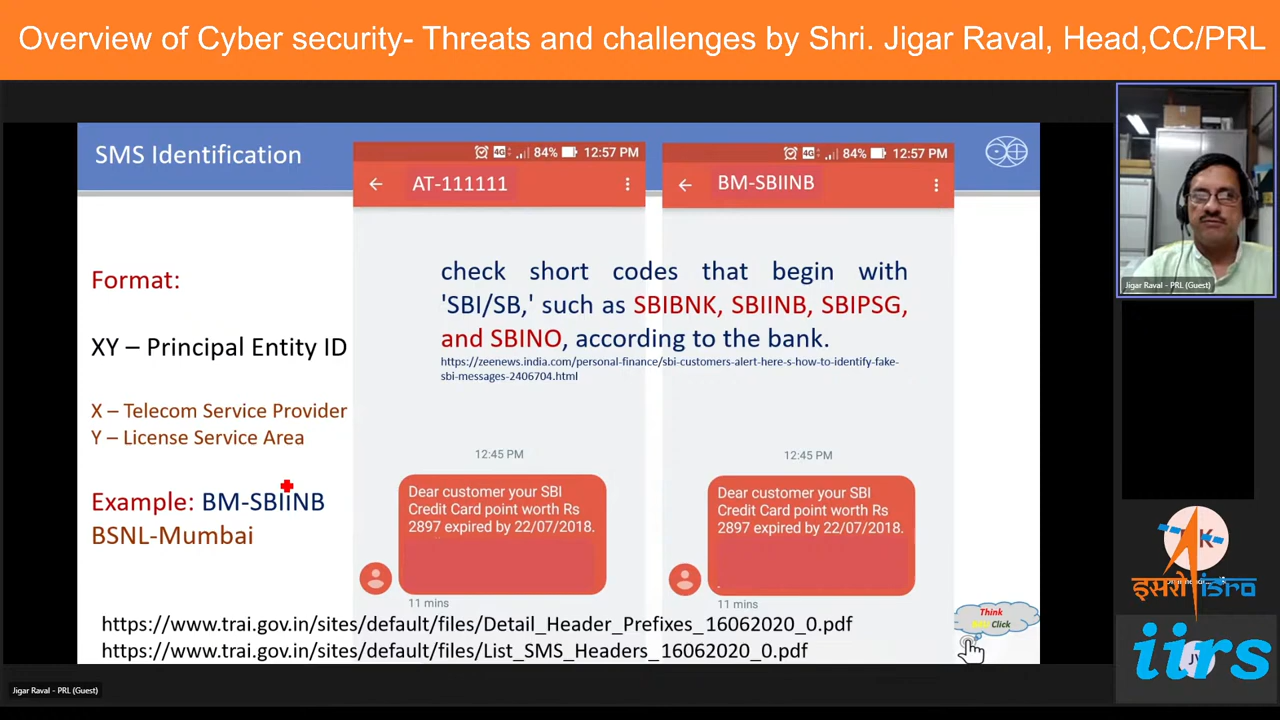 Overview of Cyber security- Threats and challenges by Shri. Jigar Raval, Head,CC/PRL
SMS Identification
Format:
XY – Principal Entity ID
X – Telecom Service Provider
Y – License Service Area
Example: BM-SBIiNB
BSNL-Mumbai
4G 84% 12:57 PM
AT-111111
4G 84% 12:57 PM
BM-SBIINB
check short codes that begin with
'SBI/SB,' such as SBIBNK, SBIINB, SBIPSG,
and SBINO, according to the bank.
https://zeenews.india.com/personal-finance/sbi-customers-alert-here-s-how-to-identify-fake-
sbi-messages-2406704.html
12:45 PM
Dear customer your SBI
Credit Card point worth Rs
2897 expired by 22/07/2018.
11 mins
12:45 PM
Dear customer your SBI
Credit Card point worth Rs
2897 expired by 22/07/2018.
11 mins
https://www.trai.gov.in/sites/default/files/Detail_Header_Prefixes_16062020_0.pdf
https://www.trai.gov.in/sites/default/files/List_SMS_Headers_16062020_0.pdf
Think
Click
Jigar Raval - PRL (Guest)
Jigar Raval - PRL (Guest)
K
इसरो isro
iirs